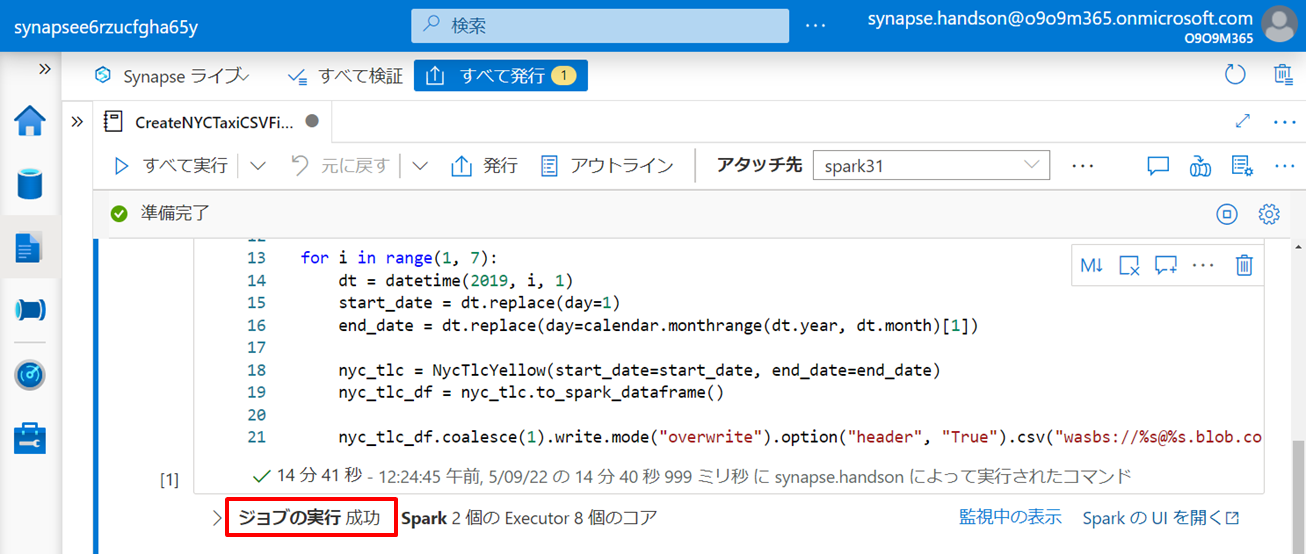 synapsee6rzucfgha65y
検索
synapse.handson@o9o9m365.onmicrosoft.com
O9O9M365
Synapse ライブ
すべて検証
すべて発行 1
CreateNYCTaxiCSVFi...
すべて実行
元に戻す
発行
アウトライン
アタッチ先
spark31
準備完了
12
13 for i in range(1, 7):
14 dt = datetime(2019, i, 1)
15 start_date = dt.replace(day=1)
16 end_date = dt.replace(day=calendar.monthrange(dt.year, dt.month)[1])
17
18 nyc_tlc = NycTlcYellow(start_date=start_date, end_date=end_date)
19 nyc_tlc_df = nyc_tlc.to_spark_dataframe()
20
21 nyc_tlc_df.coalesce(1).write.mode("overwrite").option("header", "True").csv("wasbs://%s@%s.blob.co
M↓
[1]
14 分 41 秒 - 12:24:45 午前, 5/09/22 の 14 分 40 秒 999 ミリ秒 に synapse.handson によって実行されたコマンド
ジョブの実行 成功 Spark 2 個の Executor 8 個のコア
監視中の表示
Spark の UI を開く